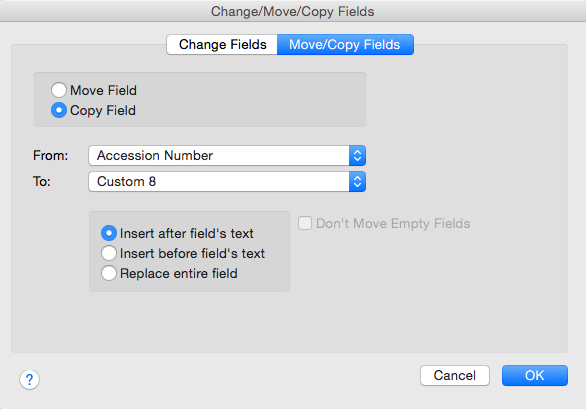 Change/Move/Copy Fields
Change Fields Move/Copy Fields
Move Field
Copy Field
From: Accession Number
To: Custom 8
Insert after field's text Don't Move Empty Fields
Insert before field's text
Replace entire field
? Cancel OK